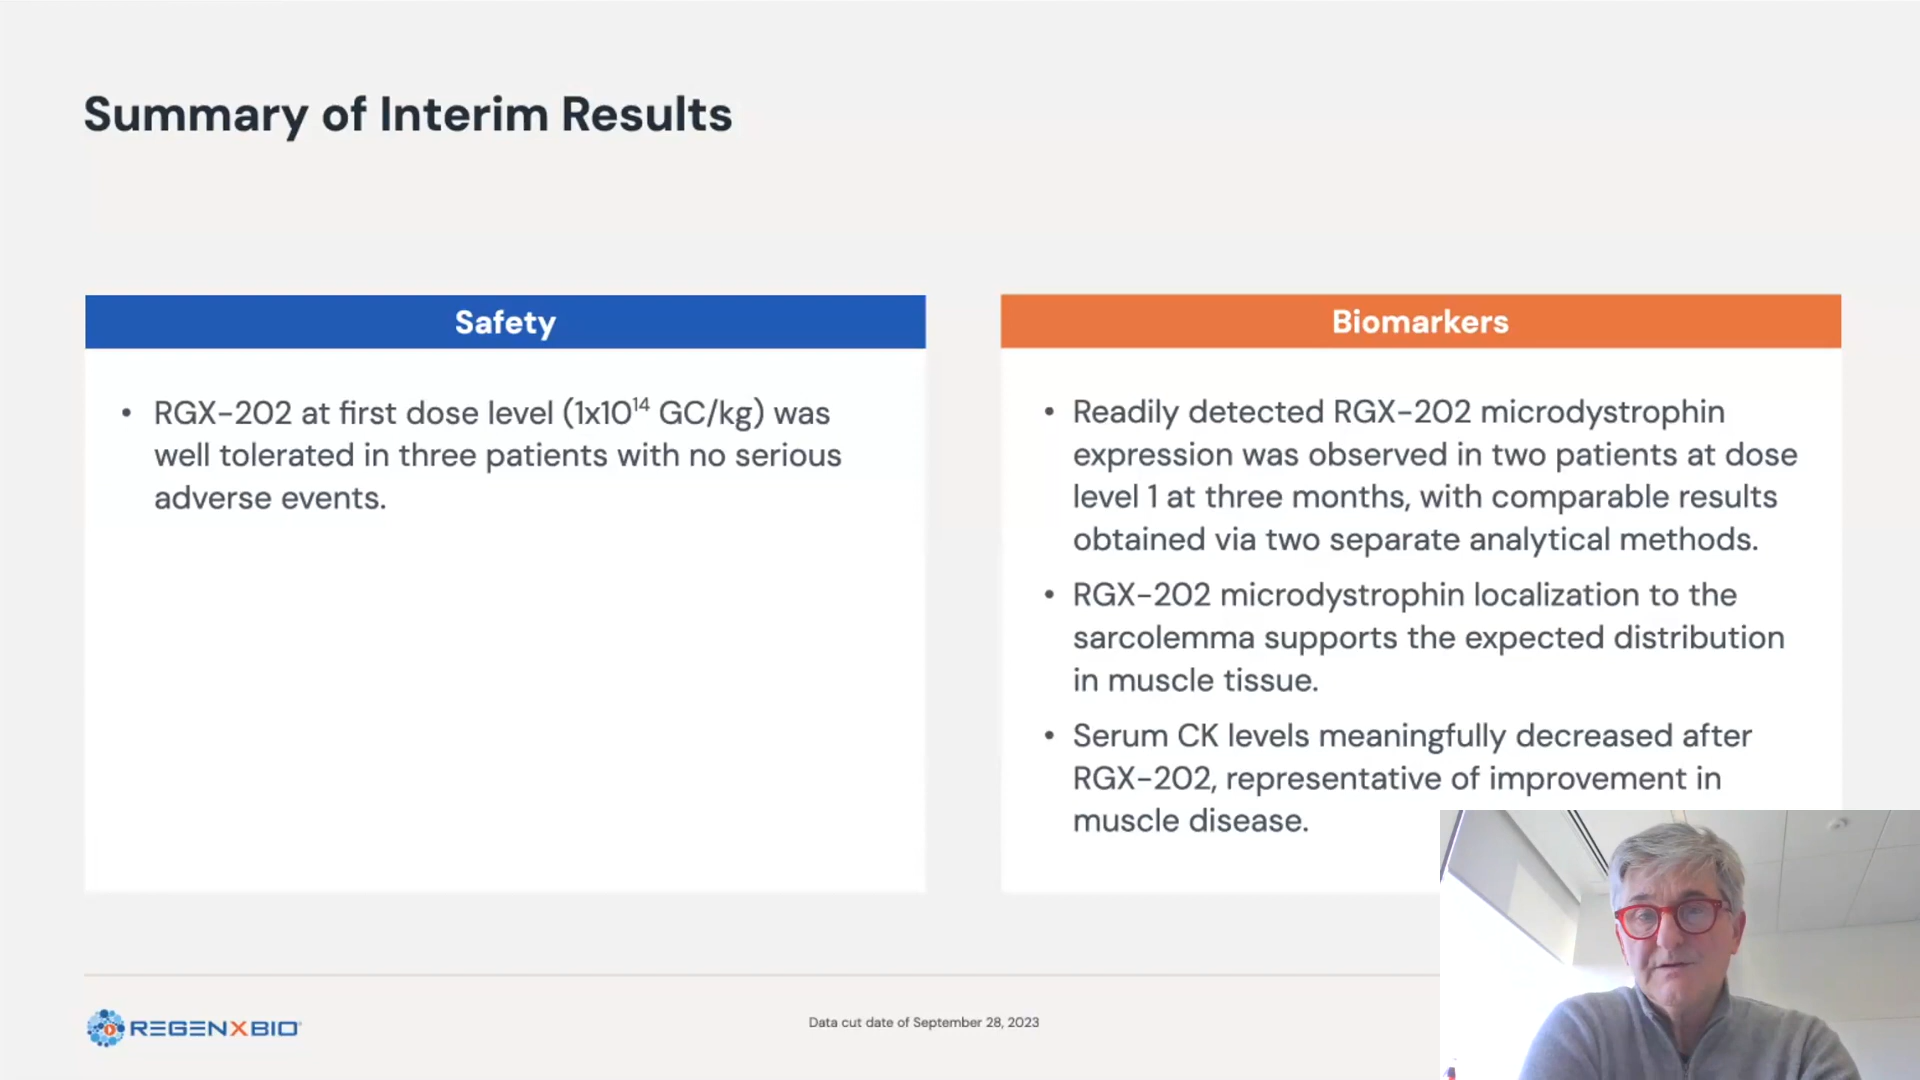 Summary of Interim Results
Safety
• RGX-202 at first dose level (1x10¹⁴ GC/kg) was
well tolerated in three patients with no serious
adverse events.
Biomarkers
• Readily detected RGX-202 microdystrophin
expression was observed in two patients at dose
level 1 at three months, with comparable results
obtained via two separate analytical methods.
• RGX-202 microdystrophin localization to the
sarcolemma supports the expected distribution
in muscle tissue.
• Serum CK levels meaningfully decreased after
RGX-202, representative of improvement in
muscle disease.
REGENXBIO
Data cut date of September 28, 2023